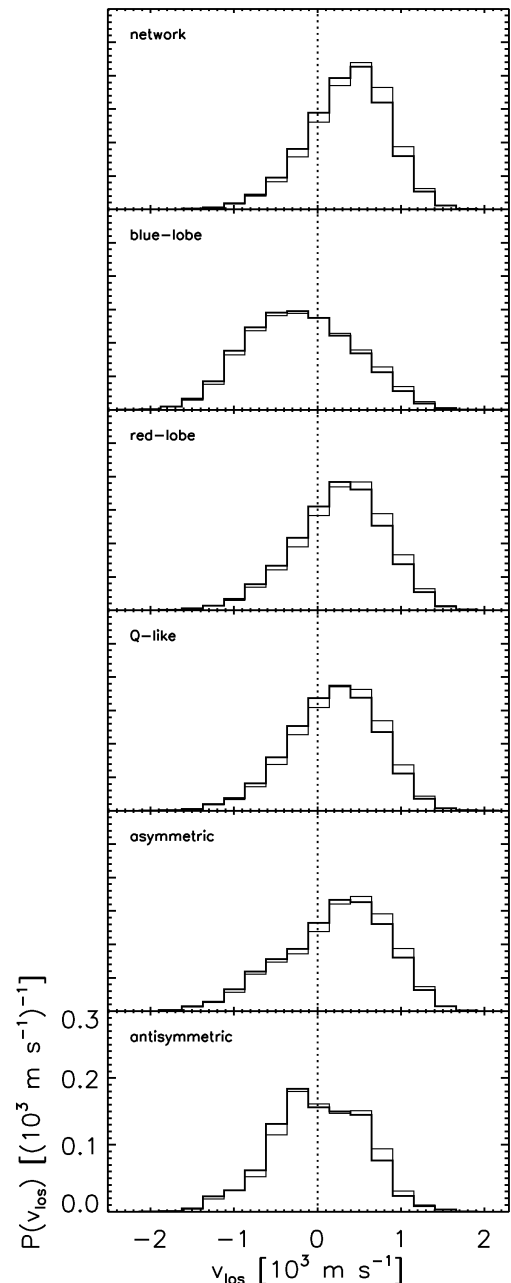 network
blue-lobe
red-lobe
Q-like
asymmetric
antisymmetric
P(v_los) [(10^3 m s^-1)^-1]
0.3
0.2
0.1
0.0
-2 -1 0 1 2
v_los [10^3 m s^-1]